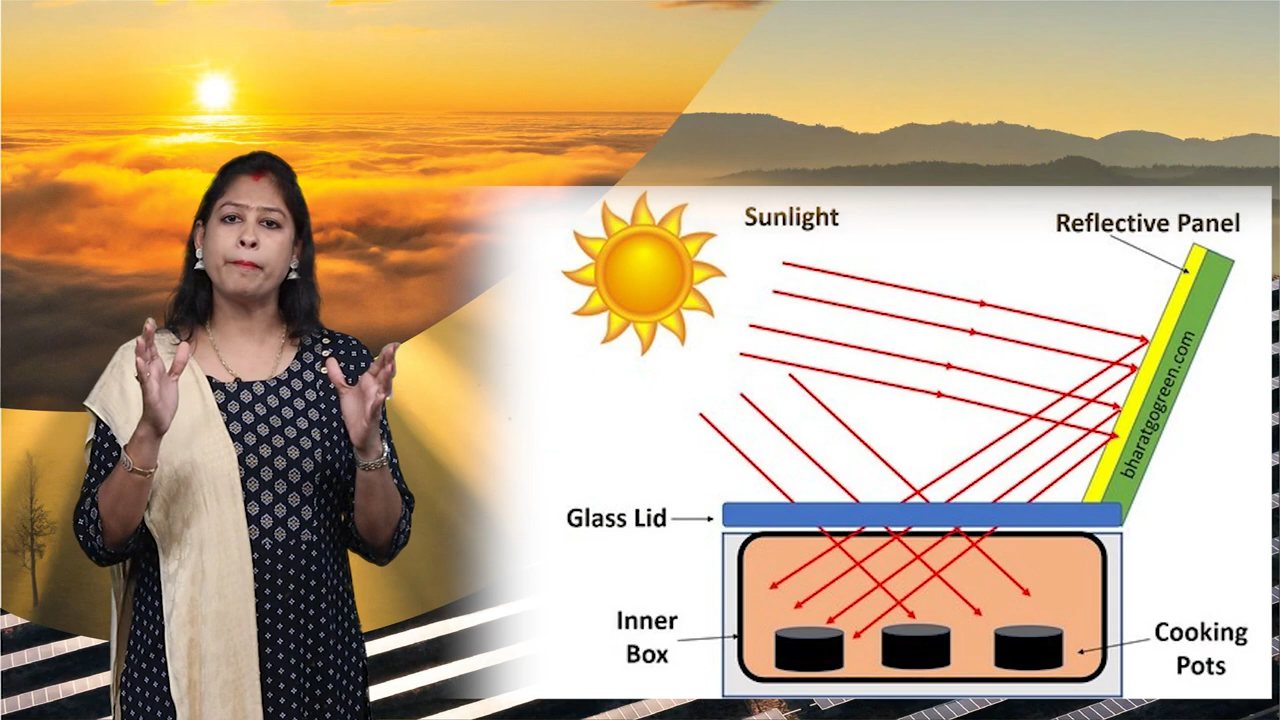 Sunlight
Reflective Panel
bharatgogreen.com
Glass Lid
Inner
Box
Cooking
Pots